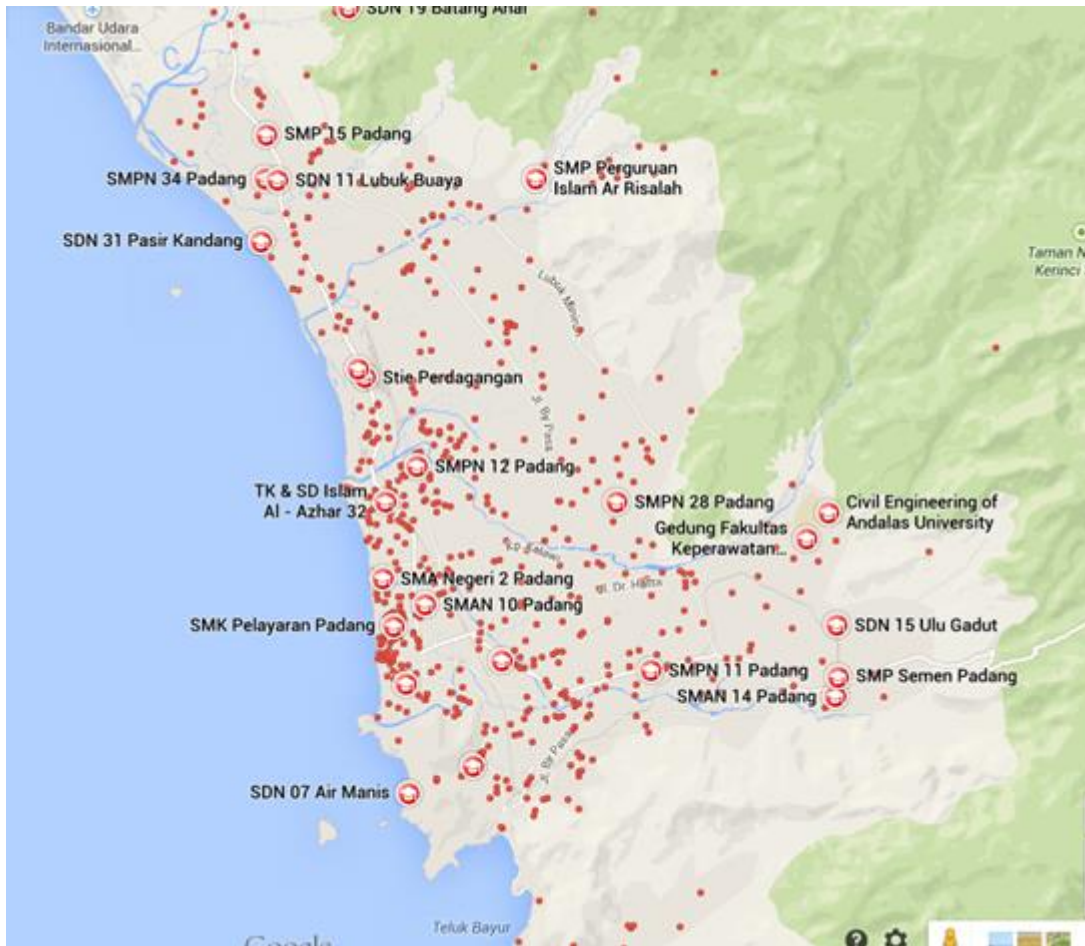 SDN 19 Batang Anai
Bandar Udara
Internasional...
SMP 15 Padang
SMPN 34 Padang
SDN 11 Lubuk Buaya
SMP Perguruan
Islam Ar Risalah
SDN 31 Pasir Kandang
Taman N
Kerinci
Lubuk Minturun
Stie Perdagangan
Jl. By Pass
SMPN 12 Padang
TK & SD Islam
Al - Azhar 32
SMPN 28 Padang
Civil Engineering of
Andalas University
Gedung Fakultas
Keperawatan...
Jl. Dr. Hatta
SMA Negeri 2 Padang
SMAN 10 Padang
SMK Pelayaran Padang
SDN 15 Ulu Gadut
SMPN 11 Padang
SMP Semen Padang
SMAN 14 Padang
Jl. By Pass
SDN 07 Air Manis
Teluk Bayur
Google